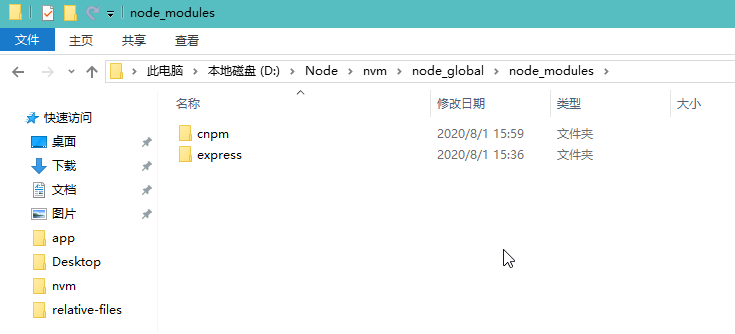 node_modules
文件 主页 共享 查看
此电脑 本地磁盘 (D:) Node nvm node_global node_modules
名称 修改日期 类型 大小
快速访问
桌面
下载
文档
图片
app
Desktop
nvm
relative-files
cnpm 2020/8/1 15:59 文件夹
express 2020/8/1 15:36 文件夹